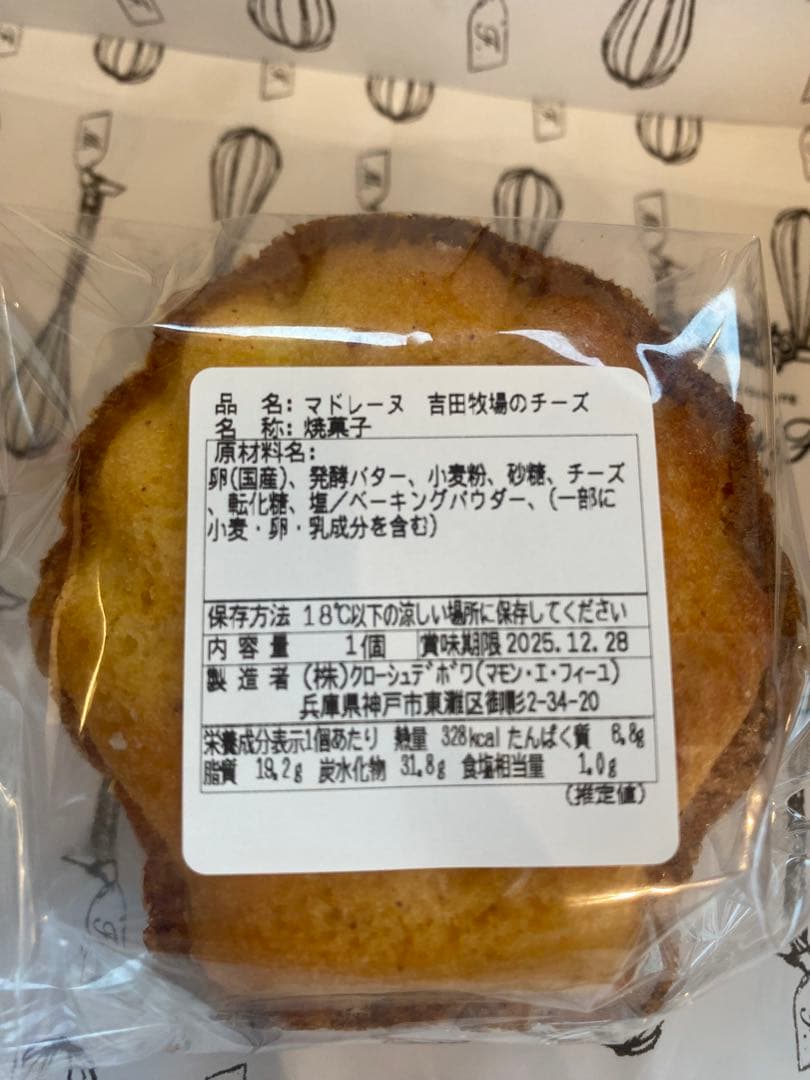 品　名: マドレーヌ　吉田牧場のチーズ
名　称: 焼菓子
原材料名:
卵(国産)、発酵バター、小麦粉、砂糖、チーズ
、転化糖、塩／ベーキングパウダー、(一部に
小麦・卵・乳成分を含む)
保存方法 18℃以下の涼しい場所に保存してください
内容量 1個 賞味期限 2025.12.28
製造者 (株)クローシュデボワ(マモン・エ・フィーユ)
兵庫県神戸市東灘区御影2-34-20
栄養成分表示1個あたり 熱量 328kcal たんぱく質 6.8g
脂質 19.2g 炭水化物 31.8g 食塩相当量 1.0g
(推定値)